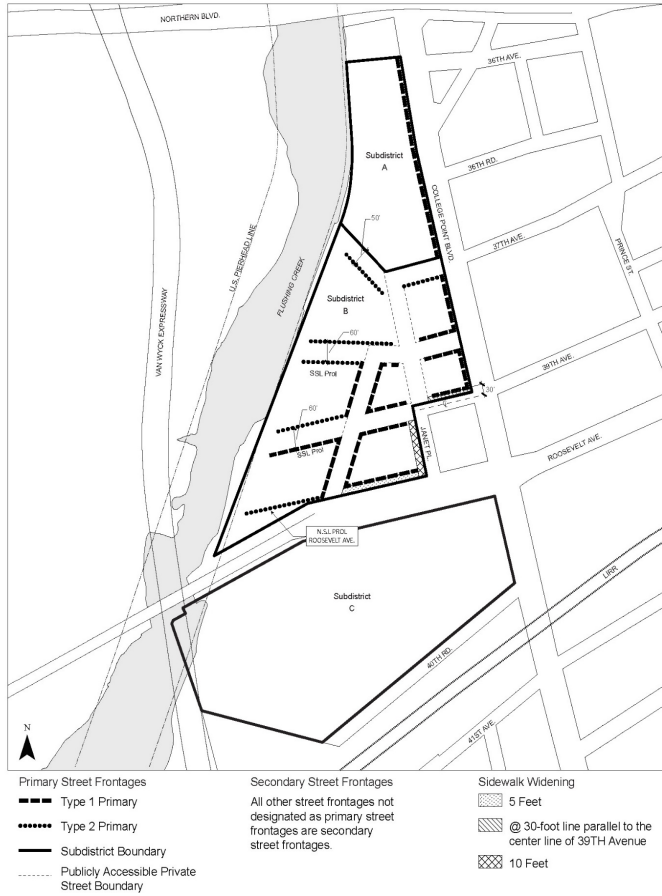 NORTHERN BLVD.
36TH AVE.
Subdistrict
A
36TH RD.
COLLEGE POINT BLVD.
50'
37TH AVE.
PRINCE ST.
U.S. PIERHEAD LINE
FLUSHING CREEK
VAN WYCK EXPRESSWAY
Subdistrict
B
60'
SSL Prol
39TH AVE.
30'
60'
SSL Prol
JANET PL.
ROOSEVELT AVE.
N.S.L PROL
ROOSEVELT AVE.
Subdistrict
C
LIRR
40TH RD.
41ST AVE.
N
Primary Street Frontages
Type 1 Primary
Type 2 Primary
Subdistrict Boundary
Publicly Accessible Private
Street Boundary
Secondary Street Frontages
All other street frontages not
designated as primary street
frontages are secondary
street frontages.
Sidewalk Widening
5 Feet
@ 30-foot line parallel to the
center line of 39TH Avenue
10 Feet